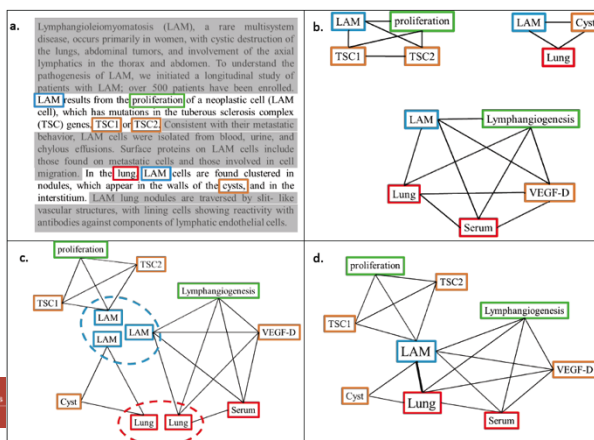 a.
Lymphangioleiomyomatosis (LAM), a rare multisystem
disease, occurs primarily in women, with cystic destruction
of the lungs, abdominal tumors, and involvement of the axial
lymphatics in the thorax and abdomen. To understand the
pathogenesis of LAM, we initiated a longitudinal study of
patients with LAM; over 500 patients have been enrolled.
LAM results from the proliferation of a neoplastic cell (LAM
cell), which has mutations in the tuberous sclerosis complex
(TSC) genes, TSC1 or TSC2. Consistent with their metastatic
behavior, LAM cells were isolated from blood, urine, and
chylous effusions. Surface proteins on LAM cells include
those found on metastatic cells and those involved in cell
migration. In the lung, LAM cells are found clustered in
nodules, which appear in the walls of the cysts, and in the
interstitium. LAM lung nodules are traversed by slit- like
vascular structures, with lining cells showing reactivity with
antibodies against components of lymphatic endothelial cells.
b.
LAM
proliferation
TSC1
TSC2
LAM
Cyst
Lung
LAM
Lymphangiogenesis
Lung
VEGF-D
Serum
c.
proliferation
TSC2
TSC1
LAM
LAM
LAM
Lymphangiogenesis
VEGF-D
Cyst
Lung
Lung
Serum
d.
proliferation
TSC2
TSC1
Lymphangiogenesis
LAM
VEGF-D
Cyst
Lung
Serum